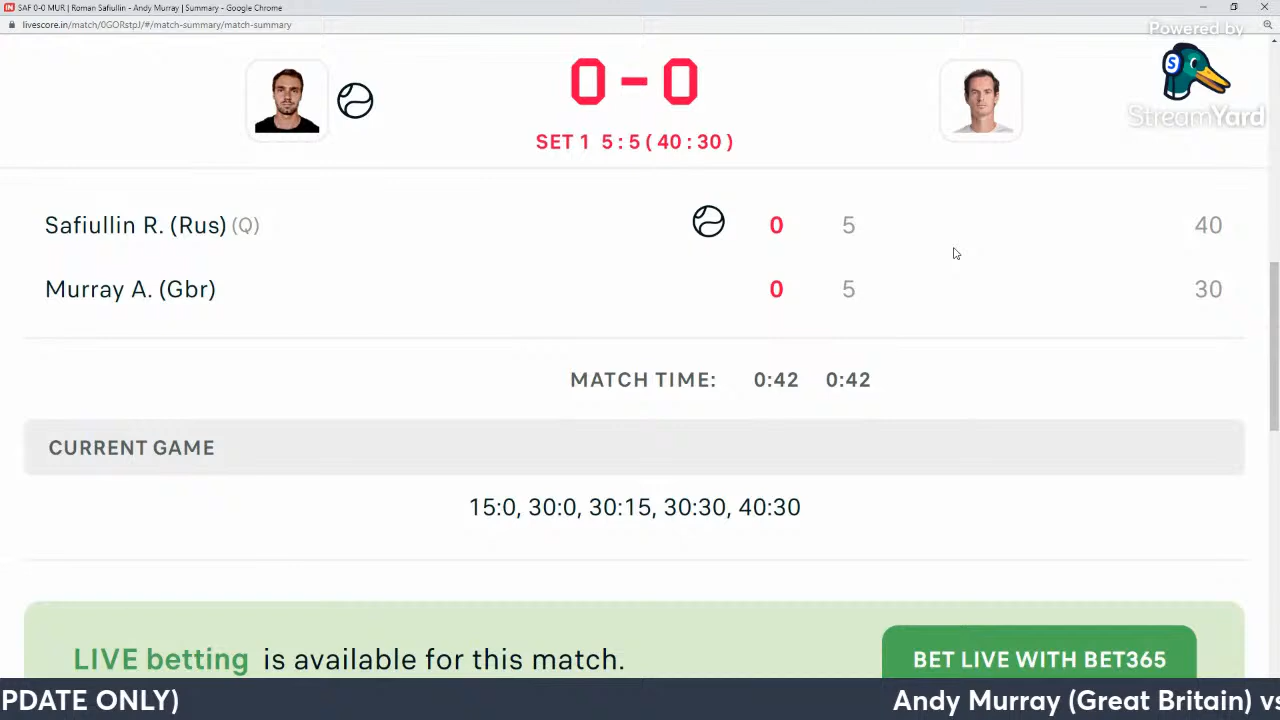 SAF 0-0 MUR | Roman Safiullin - Andy Murray | Summary - Google Chrome
livescore.in/match/0GORstpJ/#/match-summary/match-summary
Powered by
StreamYard
0 - 0
SET 1 5 : 5 ( 40 : 30 )
Safiullin R. (Rus) (Q) 0 5 40
Murray A. (Gbr) 0 5 30
MATCH TIME: 0:42 0:42
CURRENT GAME
15:0, 30:0, 30:15, 30:30, 40:30
LIVE betting is available for this match.
BET LIVE WITH BET365
PDATE ONLY) Andy Murray (Great Britain) vs